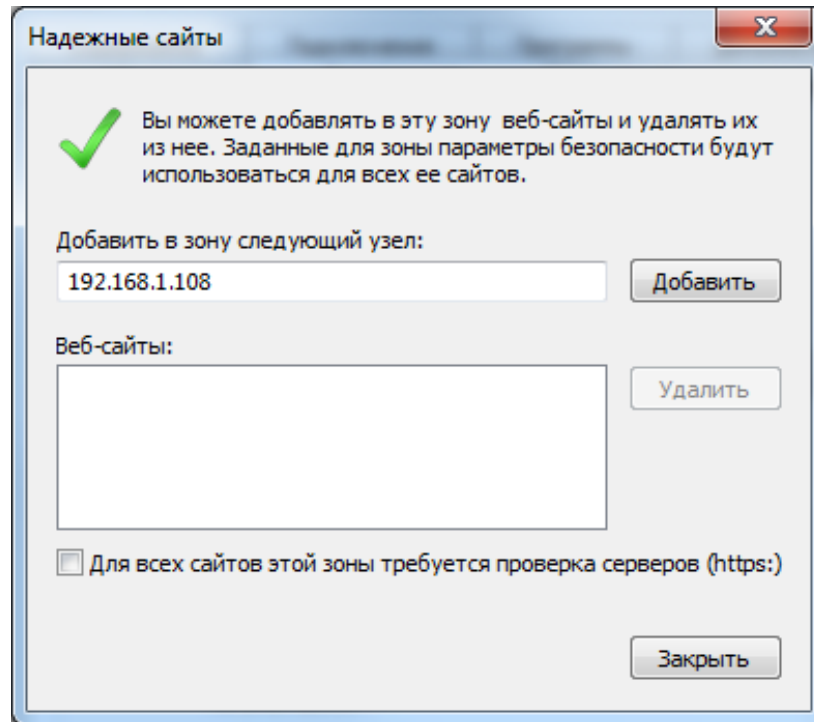 Надежные сайты
Вы можете добавлять в эту зону веб-сайты и удалять их
из нее. Заданные для зоны параметры безопасности будут
использоваться для всех ее сайтов.
Добавить в зону следующий узел:
192.168.1.108
Добавить
Веб-сайты:
Удалить
Для всех сайтов этой зоны требуется проверка серверов (https:)
Закрыть